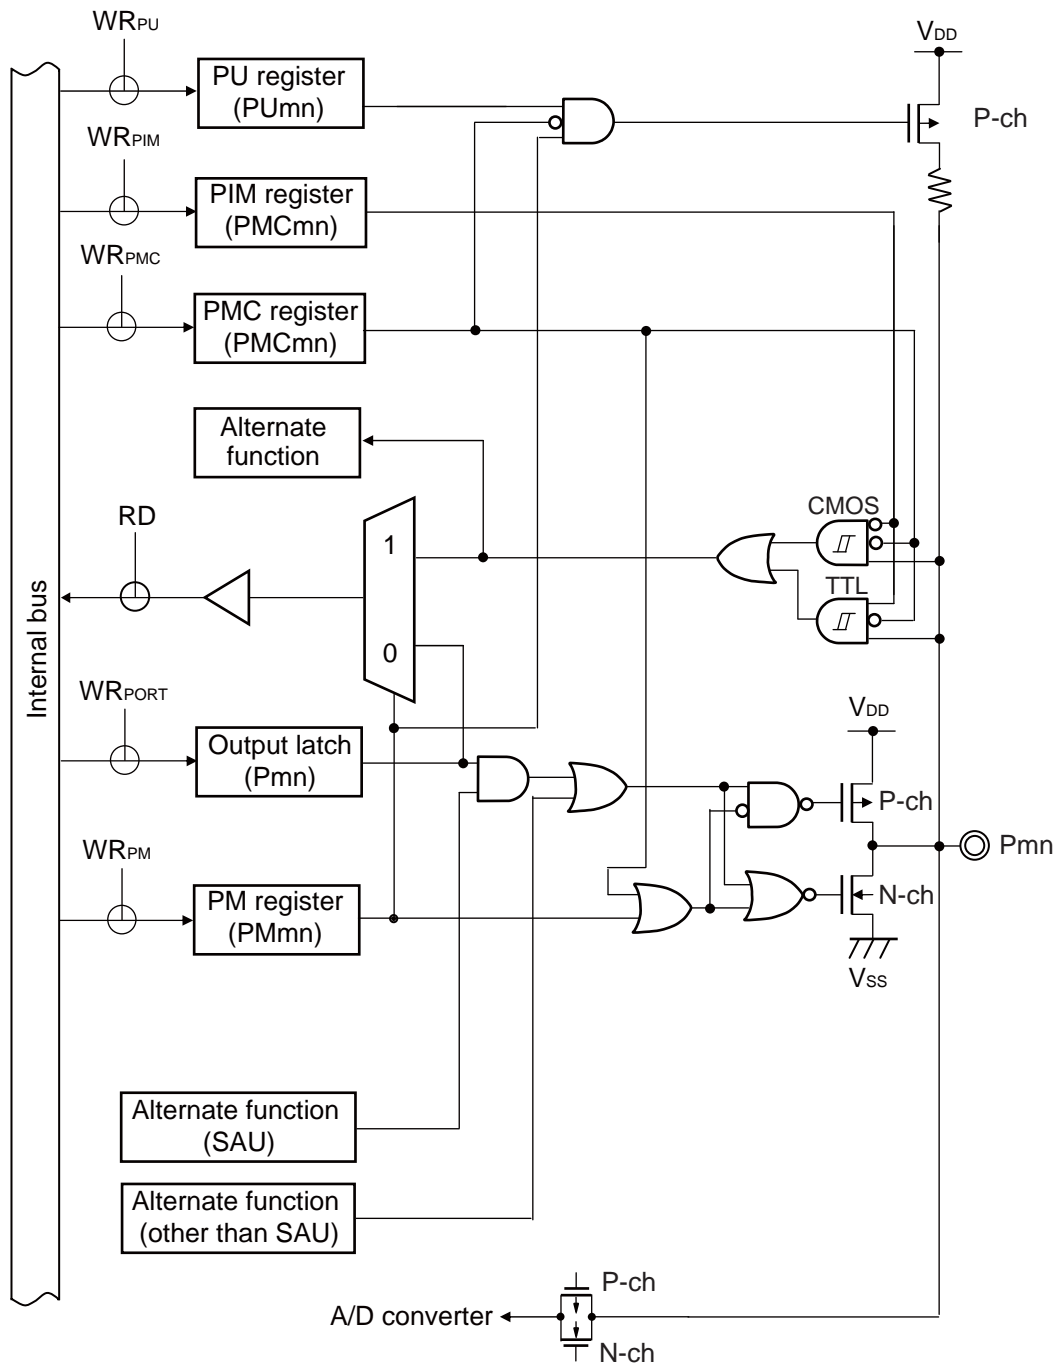 WRPU
VDD
PU register
(PUmn)
P-ch
WRPIM
PIM register
(PMCmn)
WRPMC
PMC register
(PMCmn)
Alternate
function
CMOS
RD
1
TTL
0
Internal bus
WRPORT
VDD
Output latch
(Pmn)
P-ch
WRPM
Pmn
PM register
(PMmn)
N-ch
VSS
Alternate function
(SAU)
Alternate function
(other than SAU)
P-ch
A/D converter
N-ch